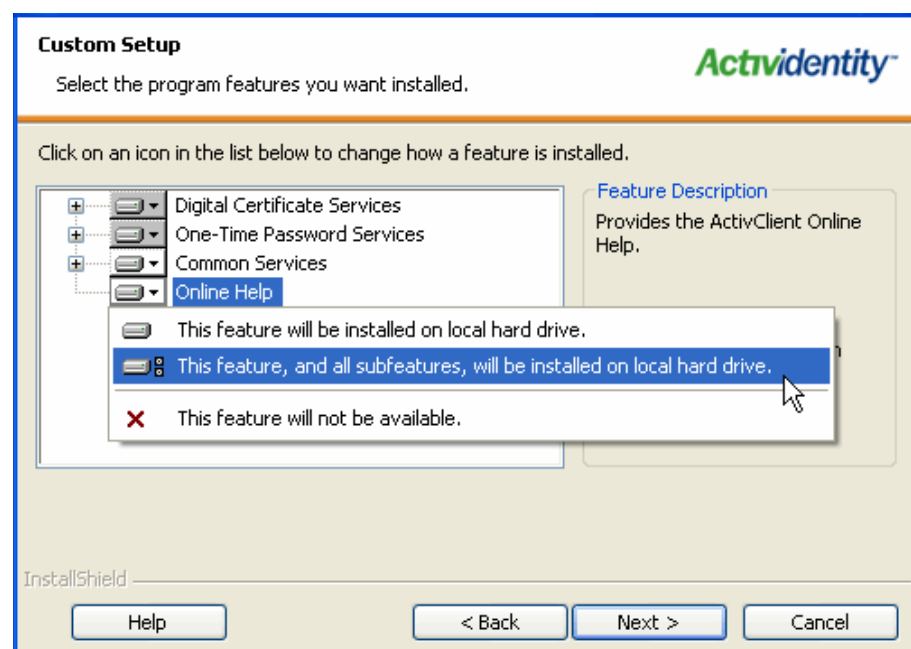 Custom Setup
Select the program features you want installed.
ActivIdentity™
Click on an icon in the list below to change how a feature is installed.
Digital Certificate Services
One-Time Password Services
Common Services
Online Help
This feature will be installed on local hard drive.
This feature, and all subfeatures, will be installed on local hard drive.
This feature will not be available.
Feature Description
Provides the ActivClient Online
Help.
InstallShield
Help
< Back
Next >
Cancel